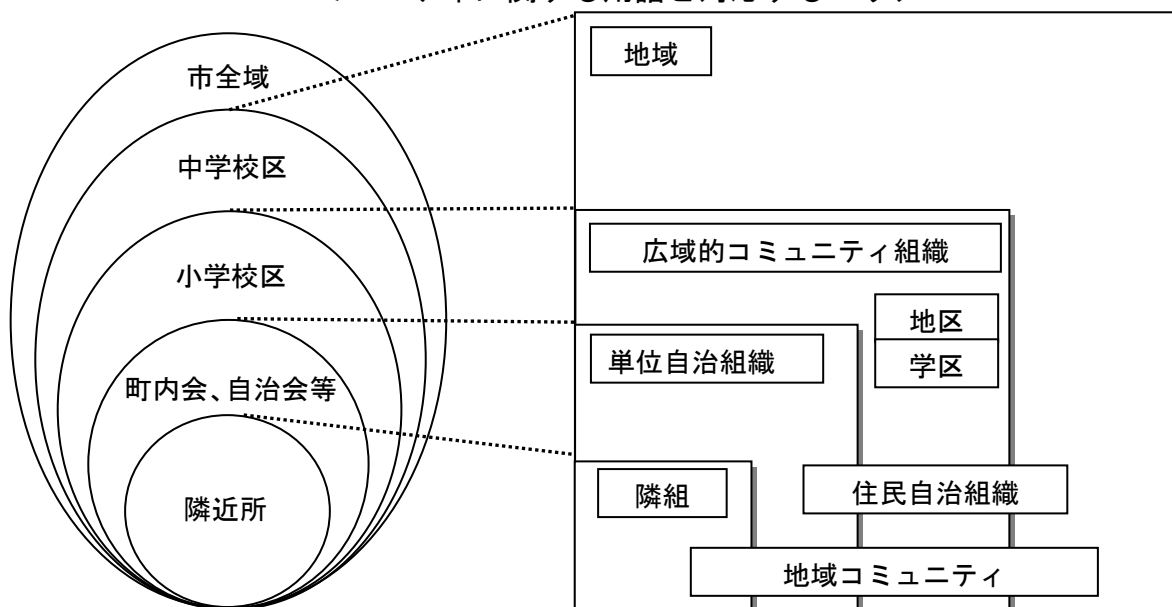 市全域
中学校区
小学校区
町内会、自治会等
隣近所
地域
広域的コミュニティ組織
地区
学区
単位自治組織
隣組
住民自治組織
地域コミュニティ